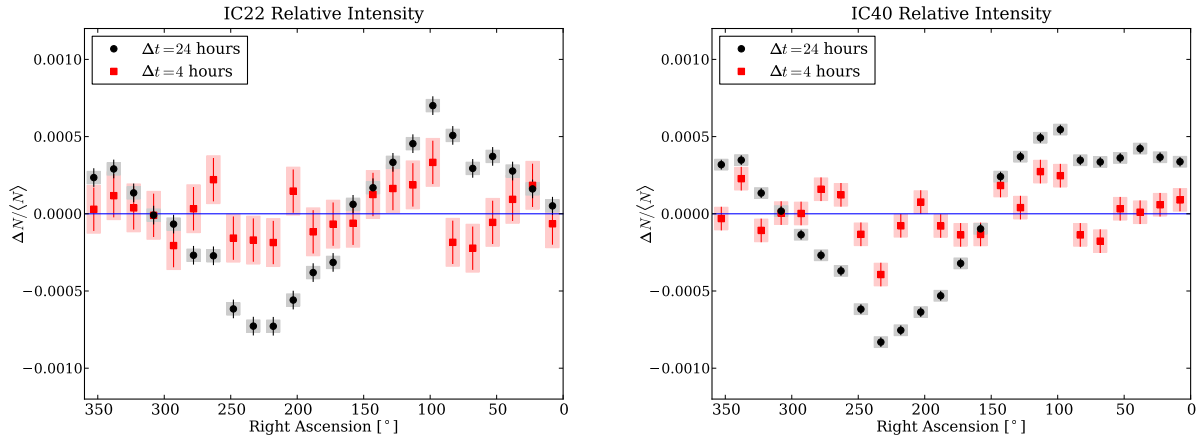 IC22 Relative Intensity
Δt=24 hours
Δt=4 hours
0.0010
0.0005
0.0000
−0.0005
−0.0010
ΔN/⟨N⟩
350 300 250 200 150 100 50 0
Right Ascension [°]
IC40 Relative Intensity
Δt=24 hours
Δt=4 hours
0.0010
0.0005
0.0000
−0.0005
−0.0010
ΔN/⟨N⟩
350 300 250 200 150 100 50 0
Right Ascension [°]